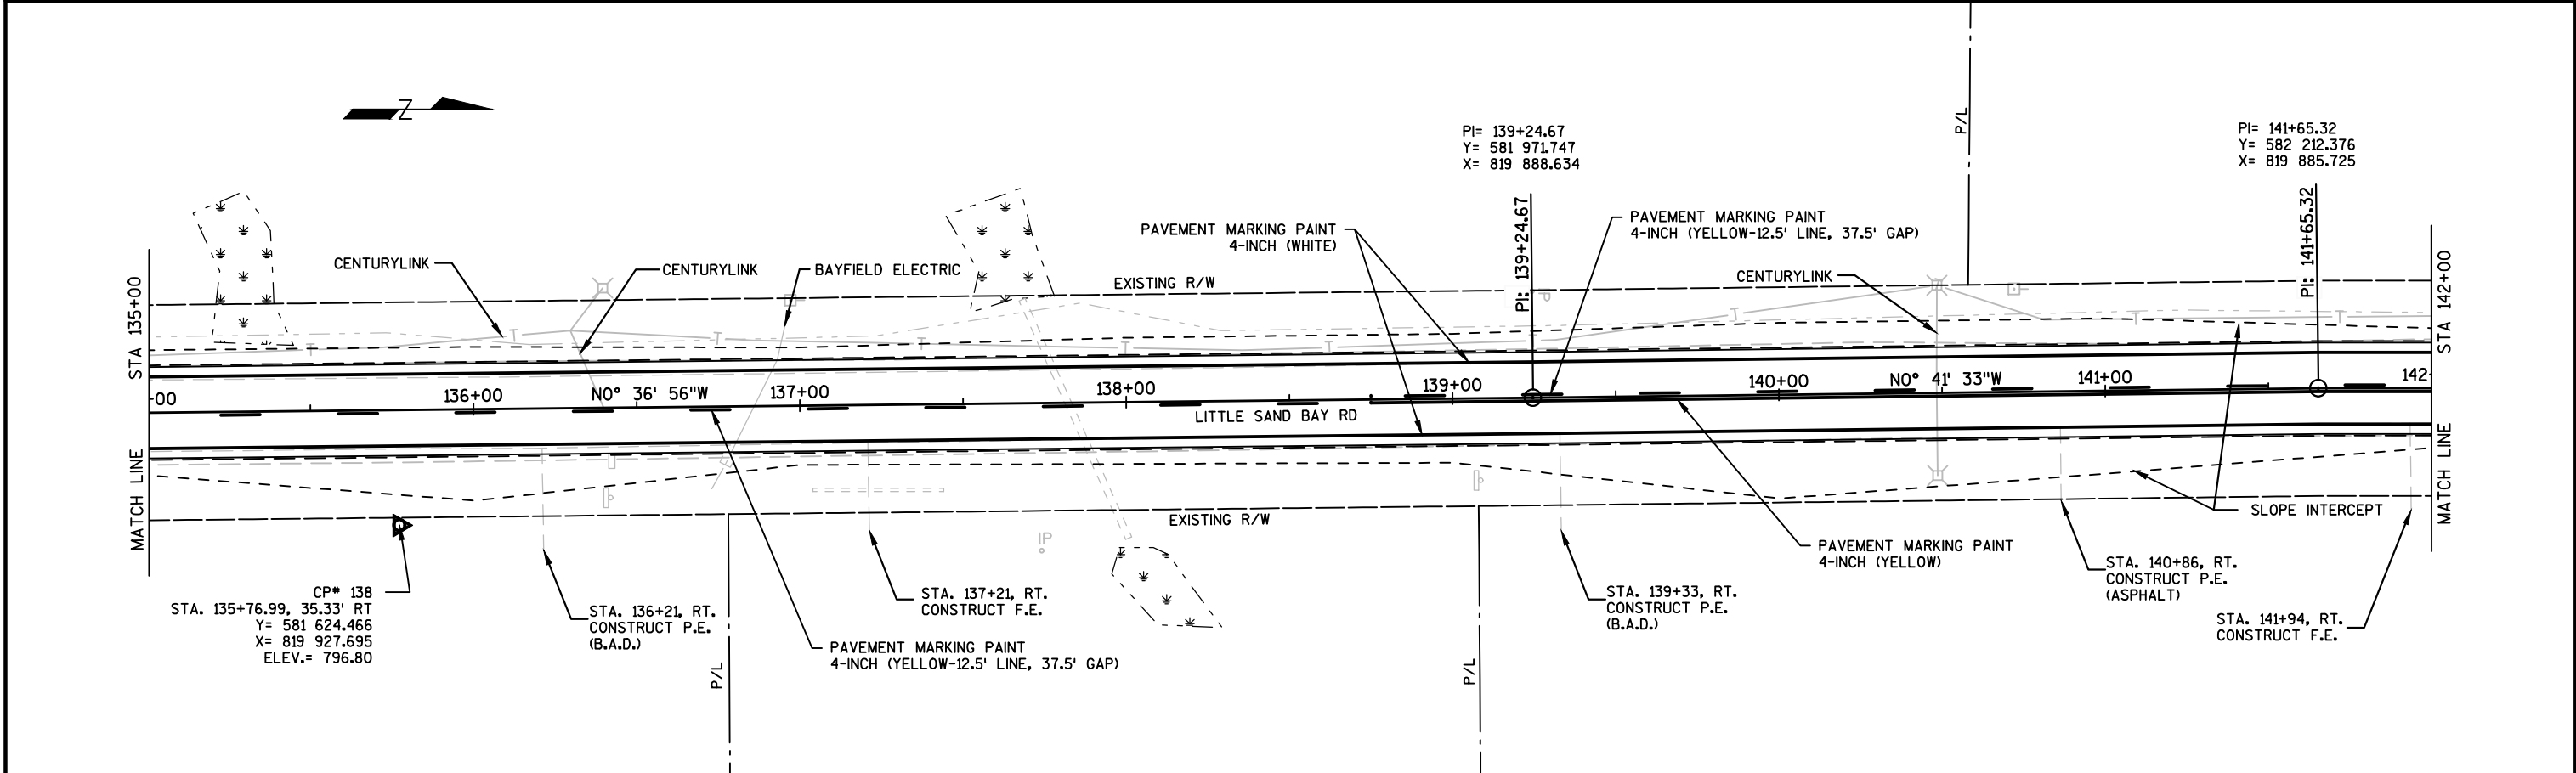 Z
PI= 139+24.67
Y= 581 971.747
X= 819 888.634
P/L
PI= 141+65.32
Y= 582 212.376
X= 819 885.725
PI: 139+24.67
PI: 141+65.32
PAVEMENT MARKING PAINT
4-INCH (WHITE)
PAVEMENT MARKING PAINT
4-INCH (YELLOW-12.5' LINE, 37.5' GAP)
CENTURYLINK
CENTURYLINK
BAYFIELD ELECTRIC
EXISTING R/W
CENTURYLINK
STA 135+00
STA 142+00
T
T
T
T
T
T
T
T
T
-00
136+00
N0° 36' 56"W
137+00
138+00
139+00
140+00
N0° 41' 33"W
141+00
142-
LITTLE SAND BAY RD
MATCH LINE
MATCH LINE
EXISTING R/W
SLOPE INTERCEPT
IP
CP# 138
STA. 135+76.99, 35.33' RT
Y= 581 624.466
X= 819 927.695
ELEV.= 796.80
STA. 136+21, RT.
CONSTRUCT P.E.
(B.A.D.)
P/L
STA. 137+21, RT.
CONSTRUCT F.E.
PAVEMENT MARKING PAINT
4-INCH (YELLOW-12.5' LINE, 37.5' GAP)
P/L
STA. 139+33, RT.
CONSTRUCT P.E.
(B.A.D.)
PAVEMENT MARKING PAINT
4-INCH (YELLOW)
STA. 140+86, RT.
CONSTRUCT P.E.
(ASPHALT)
STA. 141+94, RT.
CONSTRUCT F.E.